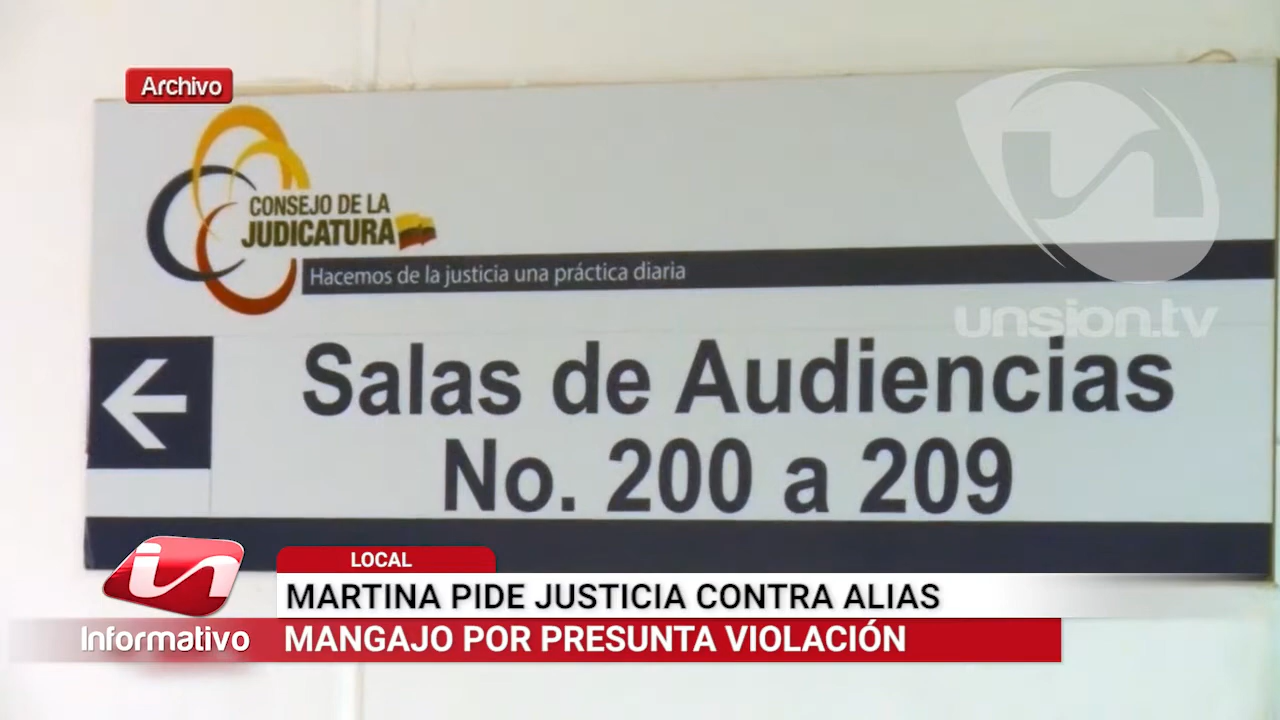 Archivo
CONSEJO DE LA
JUDICATURA
Hacemos de la justicia una práctica diaria
unsion.tv
Salas de Audiencias
No. 200 a 209
LOCAL
MARTINA PIDE JUSTICIA CONTRA ALIAS
Informativo
MANGAJO POR PRESUNTA VIOLACIÓN